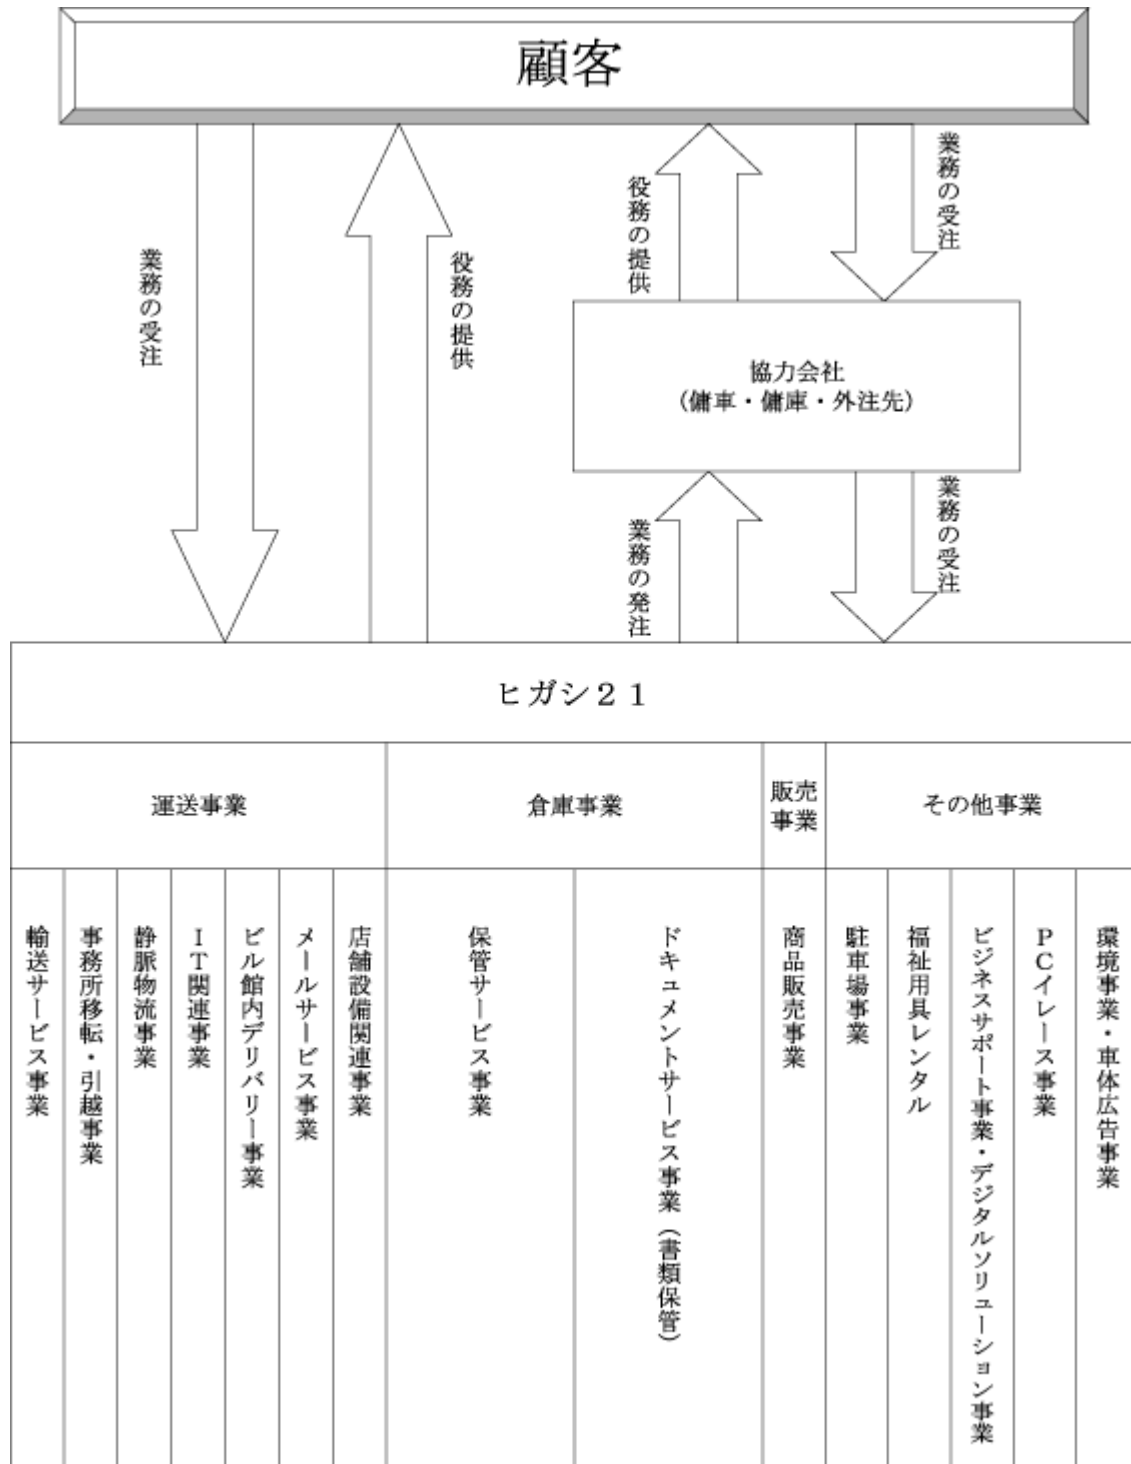 顧客
業務の受注
役務の提供
役務の提供
業務の受注
協力会社
（傭車・傭庫・外注先）
業務の発注
業務の受注
ヒガシ２１
運送事業
倉庫事業
販売
事業
その他事業
輸送サービス事業
事務所移転・引越事業
静脈物流事業
ＩＴ関連事業
ビル館内デリバリー事業
メールサービス事業
店舗設備関連事業
保管サービス事業
ドキュメントサービス事業（書類保管）
商品販売事業
駐車場事業
福祉用具レンタル
ビジネスサポート事業・デジタルソリューション事業
ＰＣイレース事業
環境事業・車体広告事業